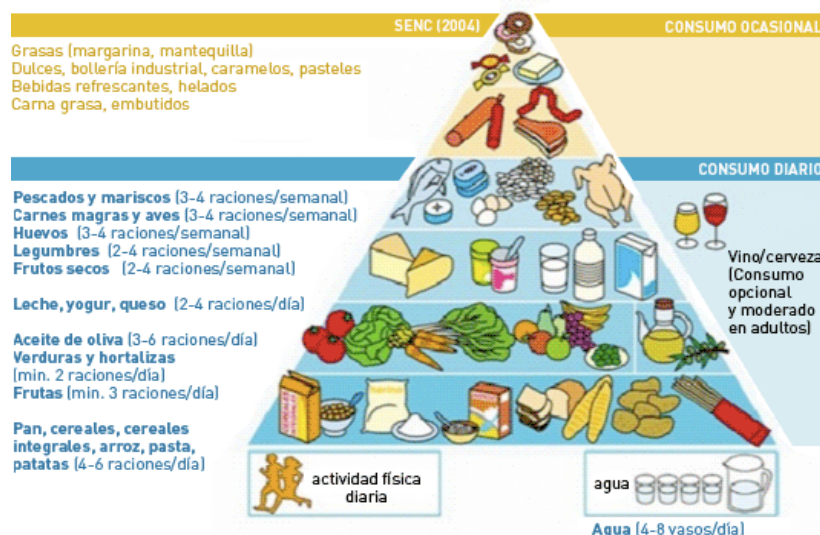 SENC (2004)
CONSUMO OCASIONAL
Grasas (margarina, mantequilla)
Dulces, bollería industrial, caramelos, pasteles
Bebidas refrescantes, helados
Carna grasa, embutidos
CONSUMO DIARIO
Pescados y mariscos (3-4 raciones/semanal)
Carnes magras y aves (3-4 raciones/semanal)
Huevos (3-4 raciones/semanal)
Legumbres (2-4 raciones/semanal)
Frutos secos (2-4 raciones/semanal)
Leche, yogur, queso (2-4 raciones/día)
Aceite de oliva (3-6 raciones/día)
Verduras y hortalizas
(min. 2 raciones/día)
Frutas (min. 3 raciones/día)
Pan, cereales, cereales
integrales, arroz, pasta,
patatas (4-6 raciones/día)
Vino/cerveza
(Consumo
opcional
y moderado
en adultos)
harina
actividad física
diaria
agua
Agua (4-8 vasos/día)